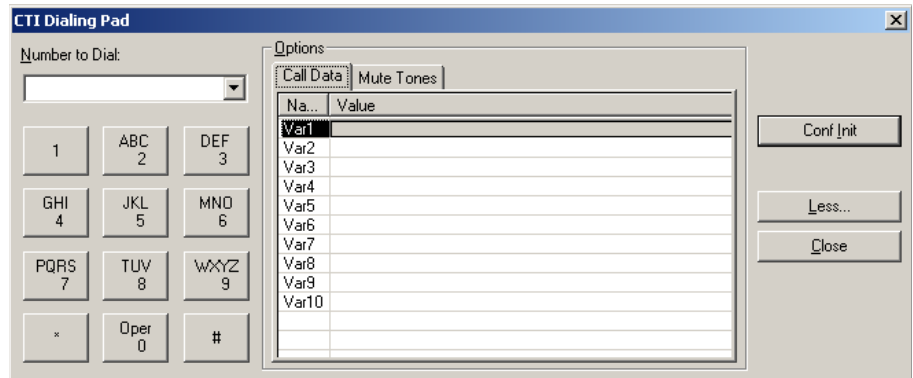 CTI Dialing Pad
Number to Dial:
1
ABC
2
DEF
3
GHI
4
JKL
5
MNO
6
PQRS
7
TUV
8
WXYZ
9
*
Oper
0
#
Options
Call Data
Mute Tones
Na... Value
Var1
Var2
Var3
Var4
Var5
Var6
Var7
Var8
Var9
Var10
Conf Init
Less...
Close